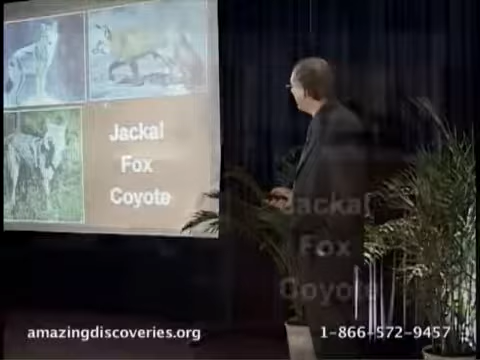 Jackal
Fox
Coyote
Jackal
Fox
Coyote
amazingdiscoveries.org
1-866-572-9457